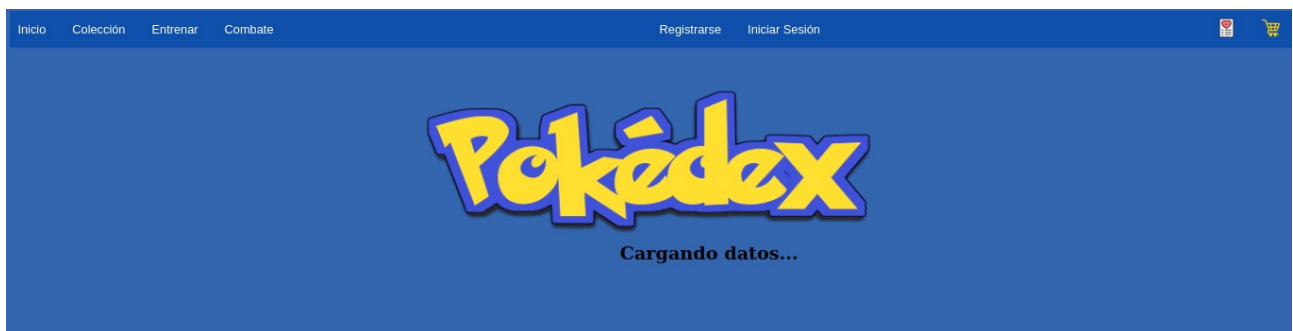 Inicio Colección Entrenar Combate Registrarse Iniciar Sesión
Pokédex
Cargando datos...